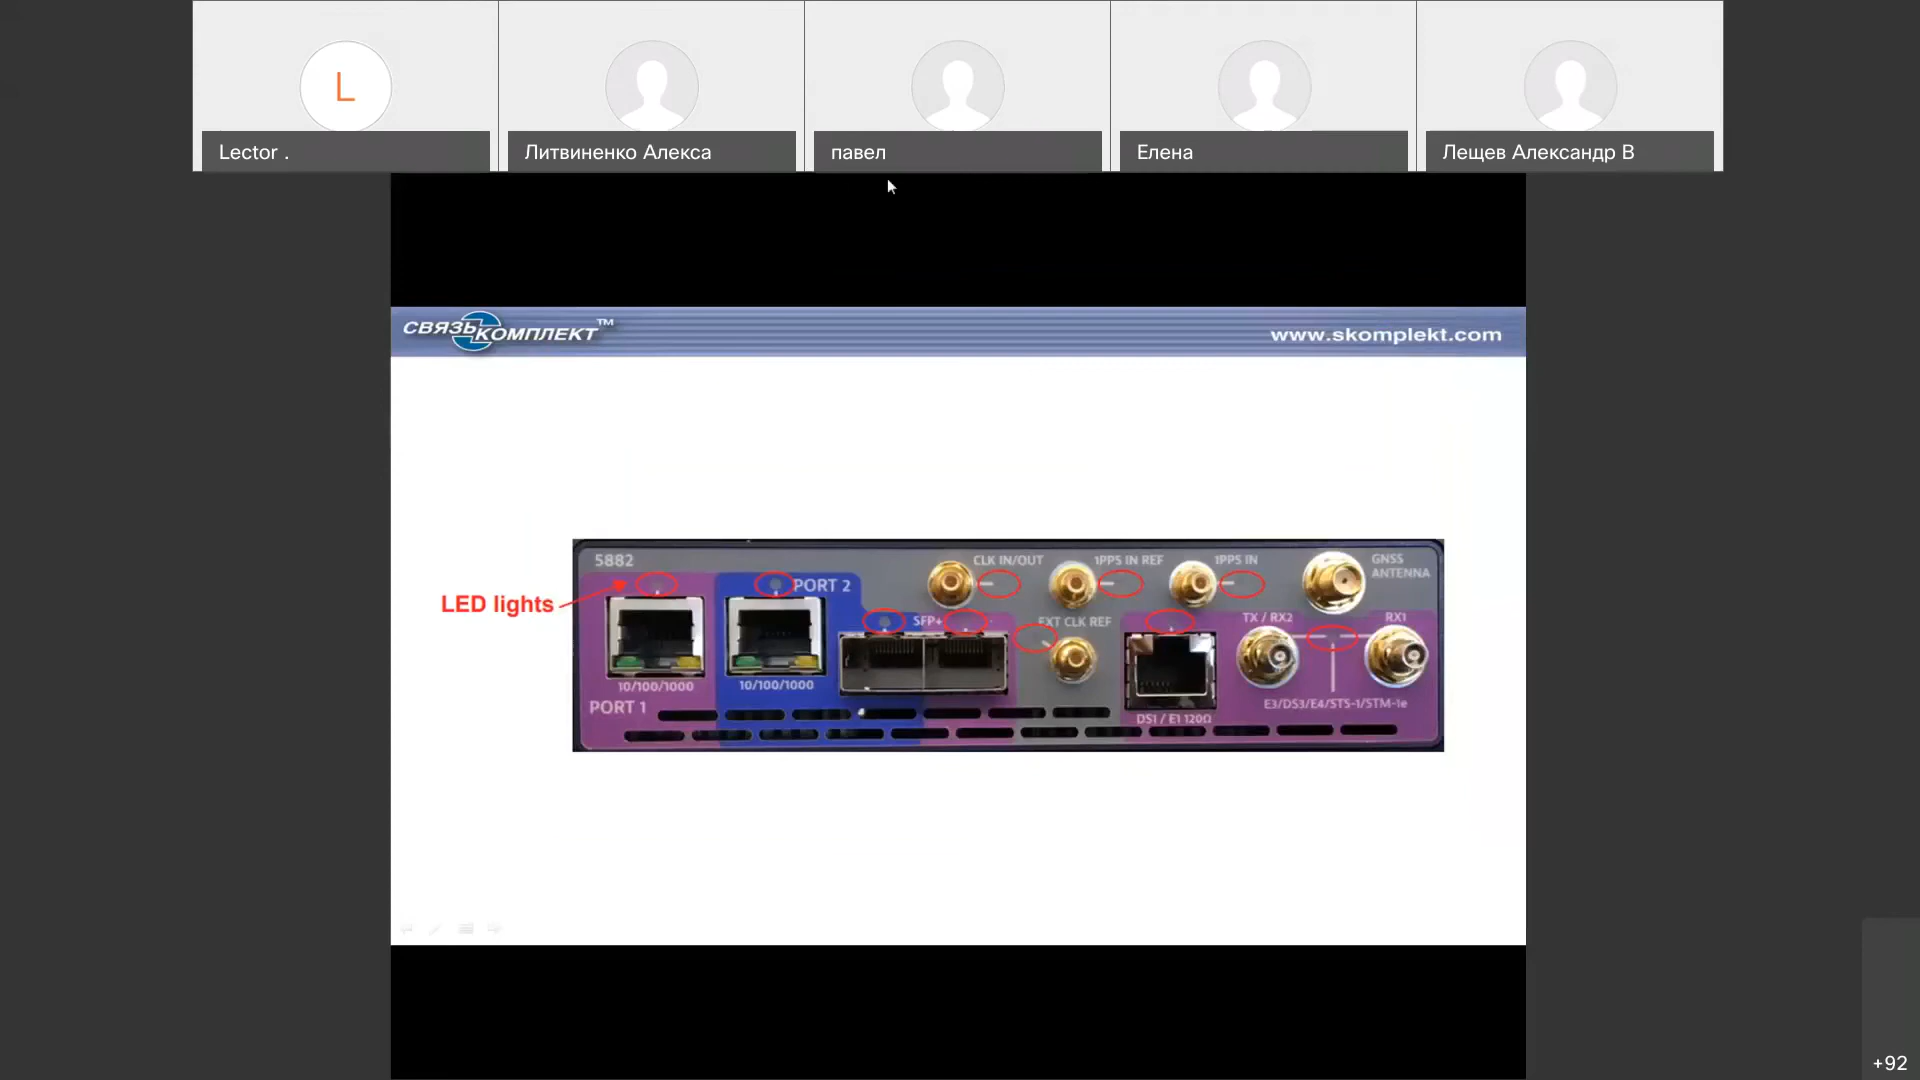 L
Lector .
Литвиненко Алекса
павел
Елена
Лещев Александр В
СВЯЗЬ КОМПЛЕКТ™
www.skomplekt.com
5882
CLK IN/OUT
1PPS IN REF
1PPS IN
GNSS
ANTENNA
LED lights
PORT 2
SFP+
EXT CLK REF
TX / RX2
RX1
10/100/1000
10/100/1000
PORT 1
DS1 / E1 120Ω
E3/DS3/E4/STS-1/STM-1e
+92